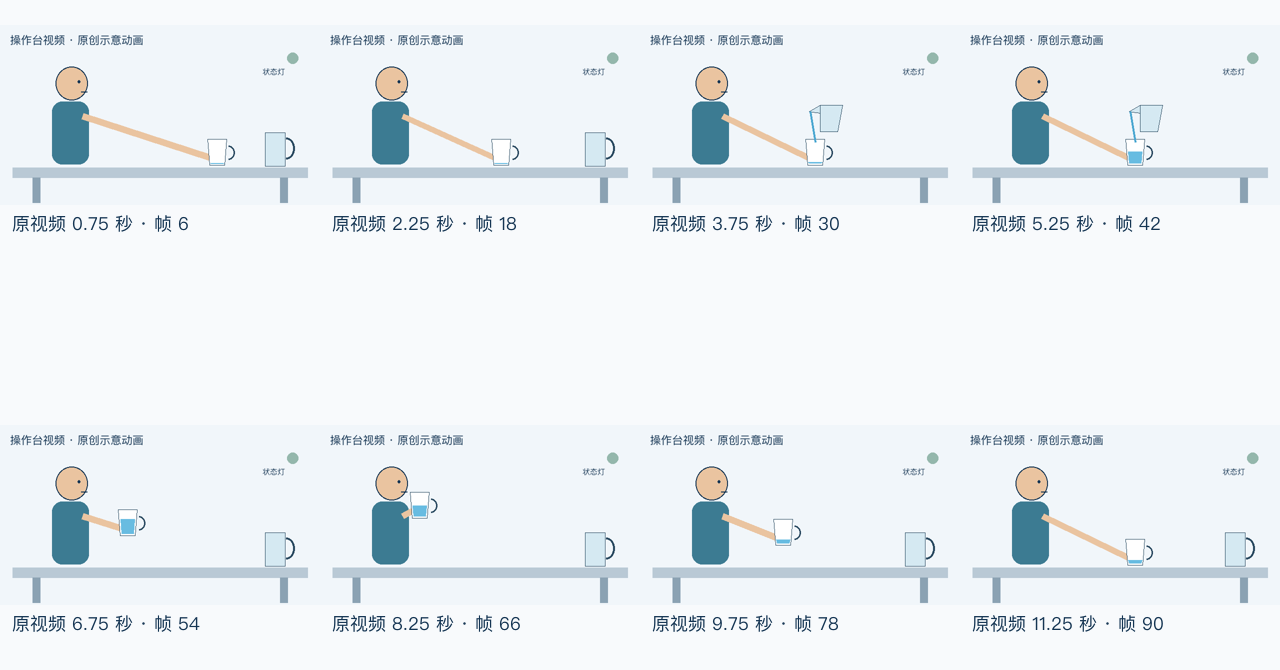 操作台视频 · 原创示意动画
状态灯
原视频 0.75 秒 · 帧 6
操作台视频 · 原创示意动画
状态灯
原视频 2.25 秒 · 帧 18
操作台视频 · 原创示意动画
状态灯
原视频 3.75 秒 · 帧 30
操作台视频 · 原创示意动画
状态灯
原视频 5.25 秒 · 帧 42
操作台视频 · 原创示意动画
状态灯
原视频 6.75 秒 · 帧 54
操作台视频 · 原创示意动画
状态灯
原视频 8.25 秒 · 帧 66
操作台视频 · 原创示意动画
状态灯
原视频 9.75 秒 · 帧 78
操作台视频 · 原创示意动画
状态灯
原视频 11.25 秒 · 帧 90